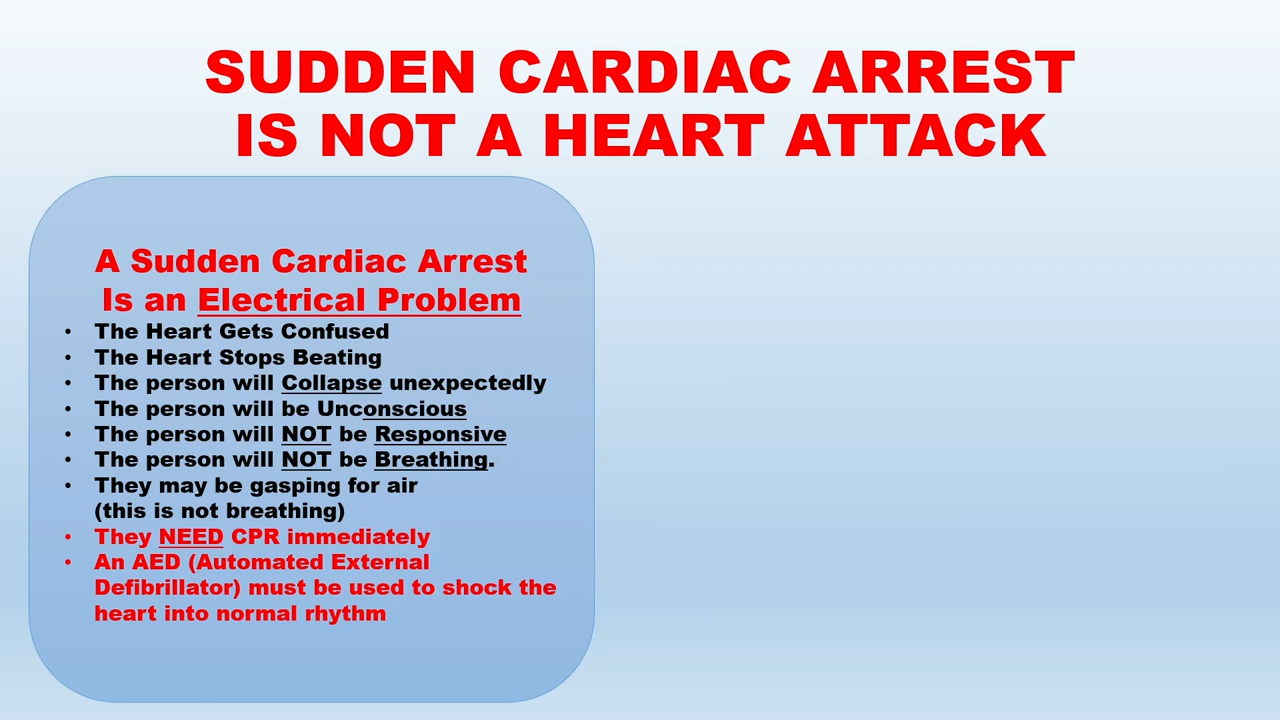 SUDDEN CARDIAC ARREST
IS NOT A HEART ATTACK
A Sudden Cardiac Arrest
Is an Electrical Problem
• The Heart Gets Confused
• The Heart Stops Beating
• The person will Collapse unexpectedly
• The person will be Unconscious
• The person will NOT be Responsive
• The person will NOT be Breathing.
• They may be gasping for air
(this is not breathing)
• They NEED CPR immediately
• An AED (Automated External
Defibrillator) must be used to shock the
heart into normal rhythm